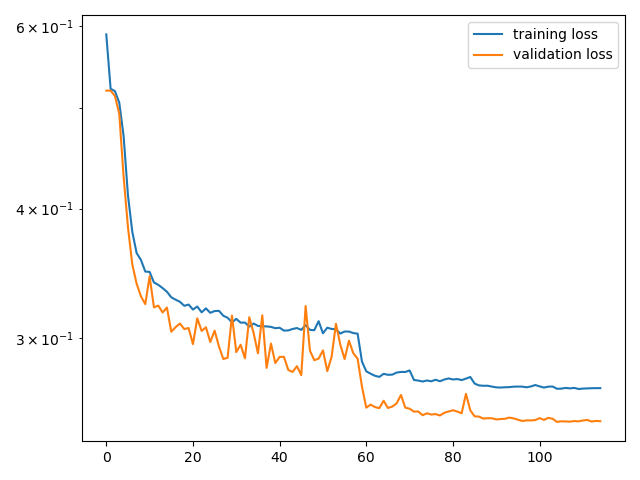 6 × 10⁻¹
4 × 10⁻¹
3 × 10⁻¹
0 20 40 60 80 100
training loss
validation loss